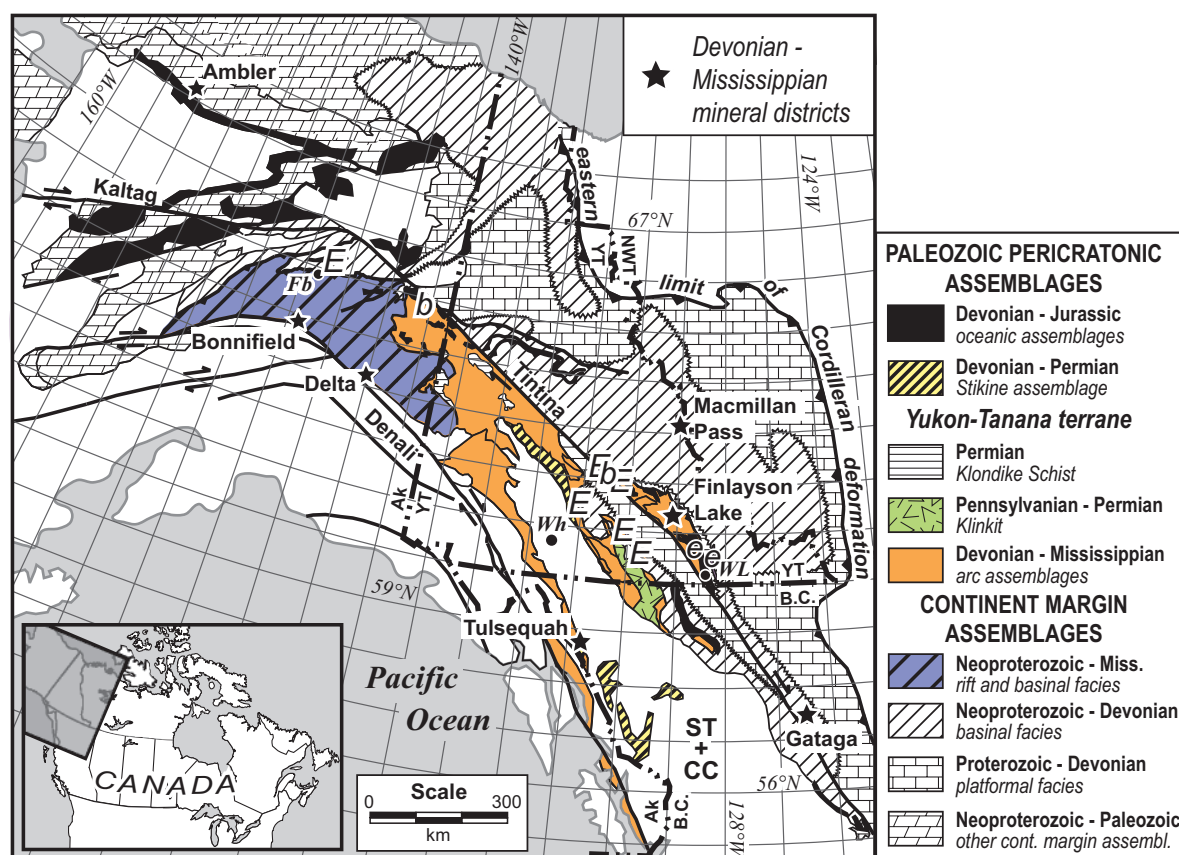 Devonian -
Mississippian
mineral districts
Ambler
160°W
140°W
eastern
124°W
Kaltag
67°N
YT
NWT
limit
of
E
Fb
b
Cordilleran
deformation
Bonnifield
Delta
Tintina
Denali
Macmillan
Pass
Ak
YT
E
b
E
Finlayson
Lake
E
Wh
E
E
e
e
WL
YT
B.C.
59°N
Tulsequah
Pacific
Ocean
ST
+
CC
Gataga
56°N
Ak
B.C.
128°W
CANADA
Scale
0 300
km
PALEOZOIC PERICRATONIC
ASSEMBLAGES
Devonian - Jurassic
oceanic assemblages
Devonian - Permian
Stikine assemblage
Yukon-Tanana terrane
Permian
Klondike Schist
Pennsylvanian - Permian
Klinkit
Devonian - Mississippian
arc assemblages
CONTINENT MARGIN
ASSEMBLAGES
Neoproterozoic - Miss.
rift and basinal facies
Neoproterozoic - Devonian
basinal facies
Proterozoic - Devonian
platformal facies
Neoproterozoic - Paleozoic
other cont. margin assembl.